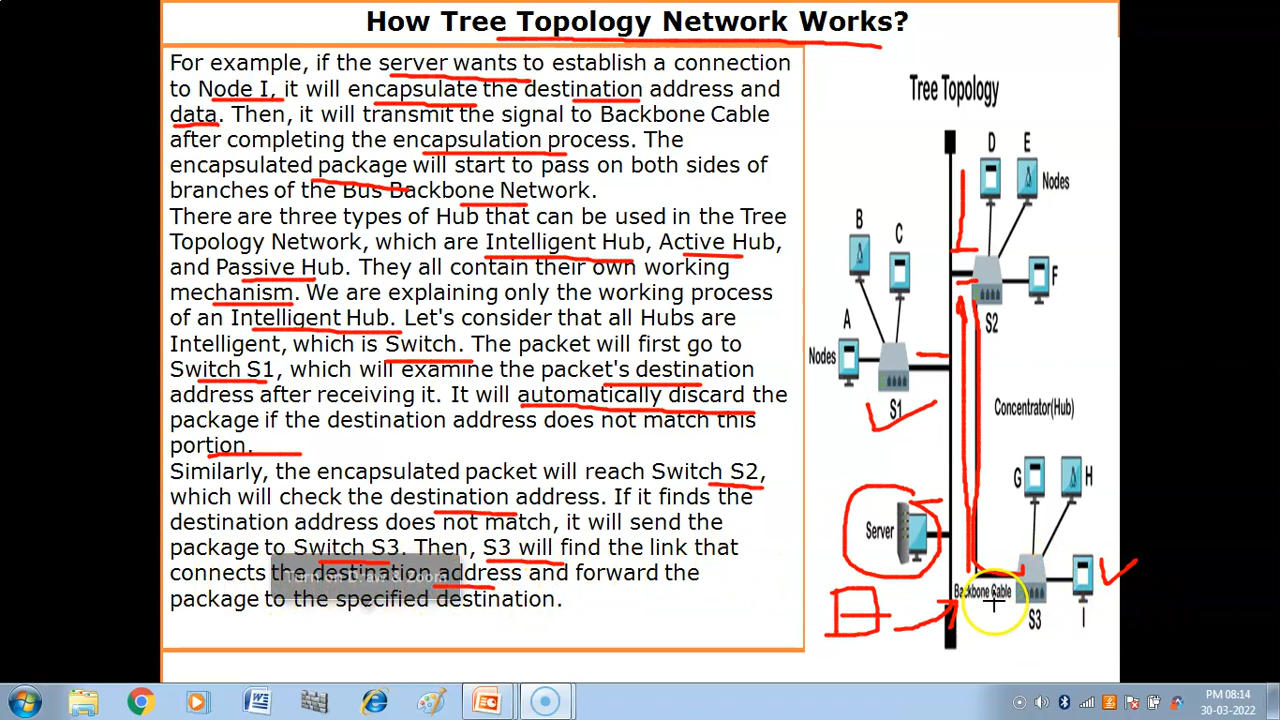 How Tree Topology Network Works?
For example, if the server wants to establish a connection
to Node I, it will encapsulate the destination address and
data. Then, it will transmit the signal to Backbone Cable
after completing the encapsulation process. The
encapsulated package will start to pass on both sides of
branches of the Bus Backbone Network.
There are three types of Hub that can be used in the Tree
Topology Network, which are Intelligent Hub, Active Hub,
and Passive Hub. They all contain their own working
mechanism. We are explaining only the working process
of an Intelligent Hub. Let's consider that all Hubs are
Intelligent, which is Switch. The packet will first go to
Switch S1, which will examine the packet's destination
address after receiving it. It will automatically discard the
package if the destination address does not match this
portion.
Similarly, the encapsulated packet will reach Switch S2,
which will check the destination address. If it finds the
destination address does not match, it will send the
package to Switch S3. Then, S3 will find the link that
connects the destination address and forward the
package to the specified destination.
Turn on Draw & Zoom
Tree Topology
D
E
Nodes
B
C
F
S2
A
Nodes
S1
Concentrator(Hub)
G
H
Server
Backbone Cable
S3
I
PM 08:14
30-03-2022